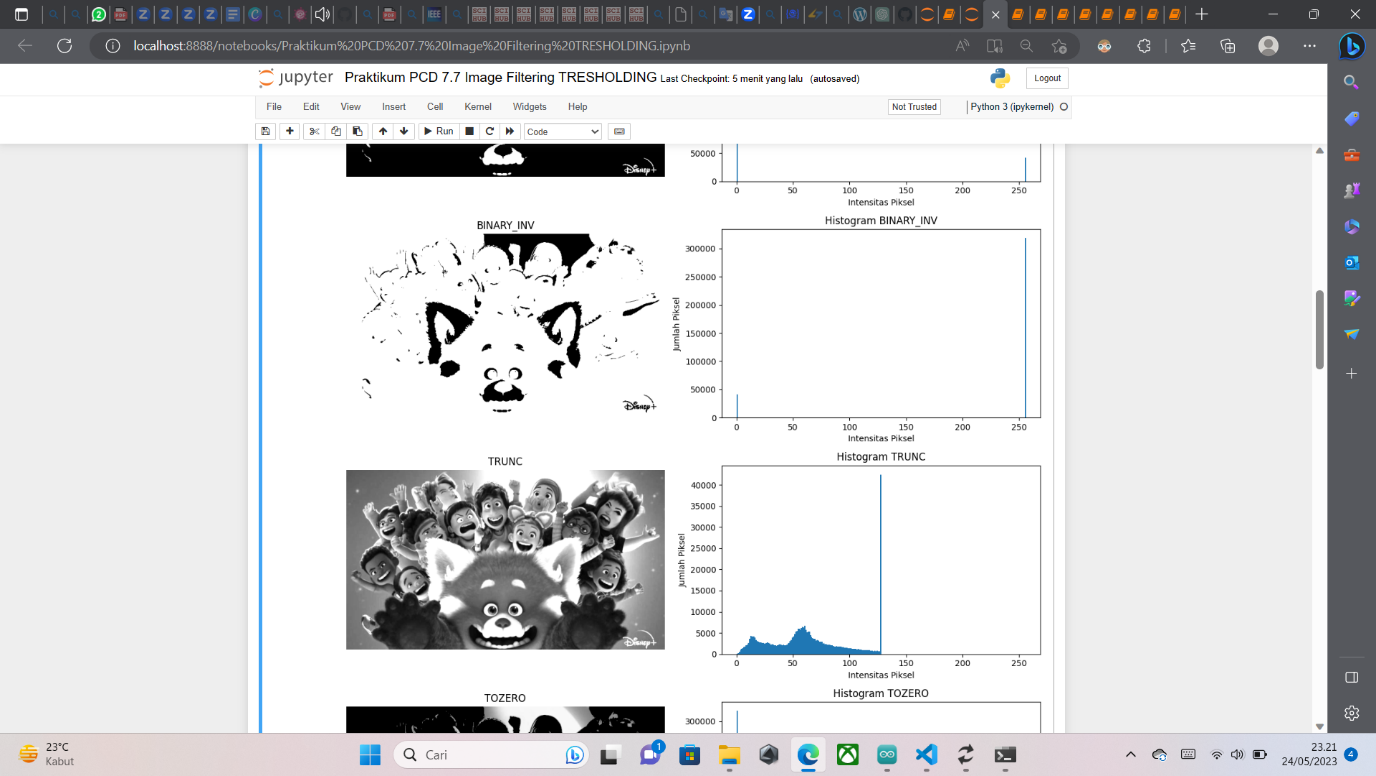 localhost:8888/notebooks/Praktikum%20PCD%207.7%20Image%20Filtering%20TRESHOLDING.ipynb
jupyter Praktikum PCD 7.7 Image Filtering TRESHOLDING Last Checkpoint: 5 menit yang lalu (autosaved) Logout
File Edit View Insert Cell Kernel Widgets Help Not Trusted Python 3 (ipykernel)
Run Code
50000
0
0 50 100 150 200 250
Intensitas Piksel
Disney+
BINARY_INV
Histogram BINARY_INV
300000
250000
200000
150000
100000
50000
0
Jumlah Piksel
0 50 100 150 200 250
Intensitas Piksel
Disney+
TRUNC
Histogram TRUNC
40000
35000
30000
25000
20000
15000
10000
5000
0
Jumlah Piksel
0 50 100 150 200 250
Intensitas Piksel
Disney+
TOZERO
Histogram TOZERO
300000
23°C
Kabut
Cari
1
23.21
24/05/2023
4